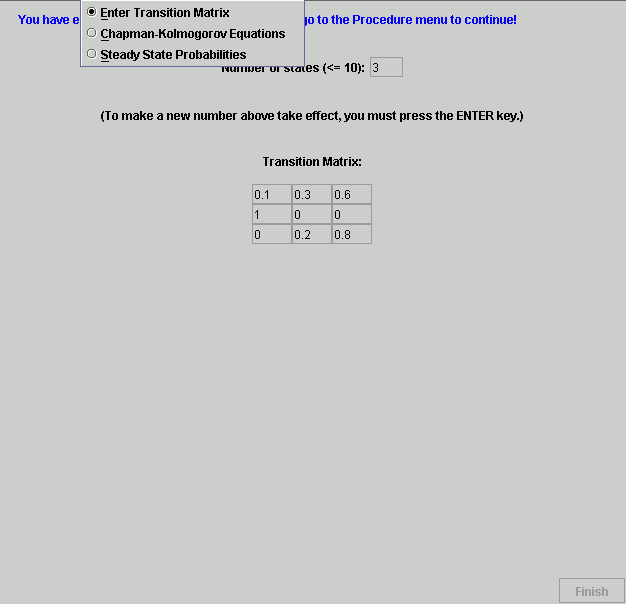 Enter Transition Matrix
Chapman-Kolmogorov Equations
Steady State Probabilities
You have e
go to the Procedure menu to continue!
Number of states (<= 10): 3
(To make a new number above take effect, you must press the ENTER key.)
Transition Matrix:
0.1 0.3 0.6
1 0 0
0 0.2 0.8
Finish